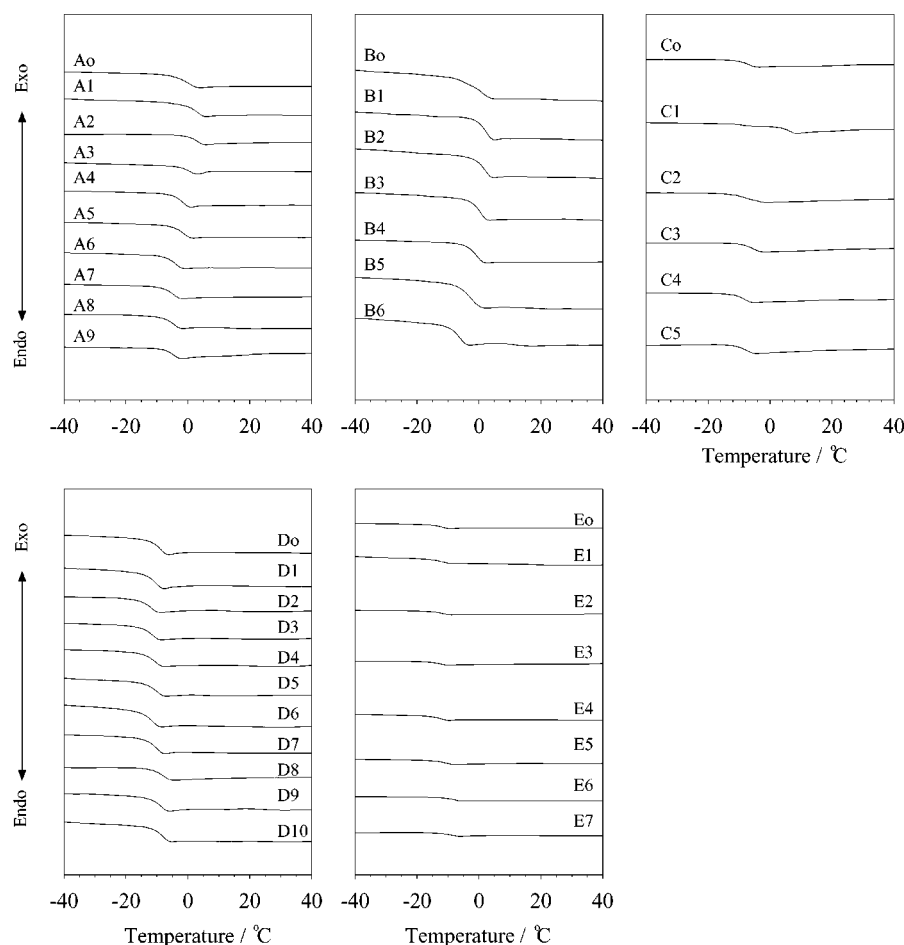 Exo
Endo
Ao
A1
A2
A3
A4
A5
A6
A7
A8
A9
-40 -20 0 20 40
Bo
B1
B2
B3
B4
B5
B6
-40 -20 0 20 40
Co
C1
C2
C3
C4
C5
-40 -20 0 20 40
Temperature / °C
Exo
Endo
Do
D1
D2
D3
D4
D5
D6
D7
D8
D9
D10
-40 -20 0 20 40
Temperature / °C
Eo
E1
E2
E3
E4
E5
E6
E7
-40 -20 0 20 40
Temperature / °C